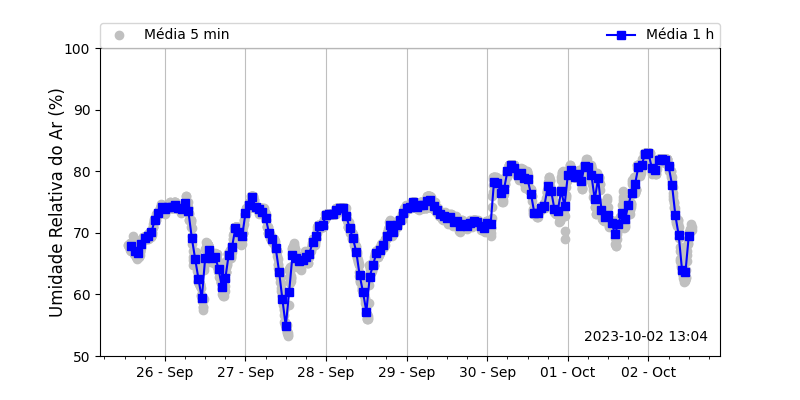 Média 5 min
Média 1 h
Umidade Relativa do Ar (%)
100
90
80
70
60
50
2023-10-02 13:04
26 - Sep
27 - Sep
28 - Sep
29 - Sep
30 - Sep
01 - Oct
02 - Oct